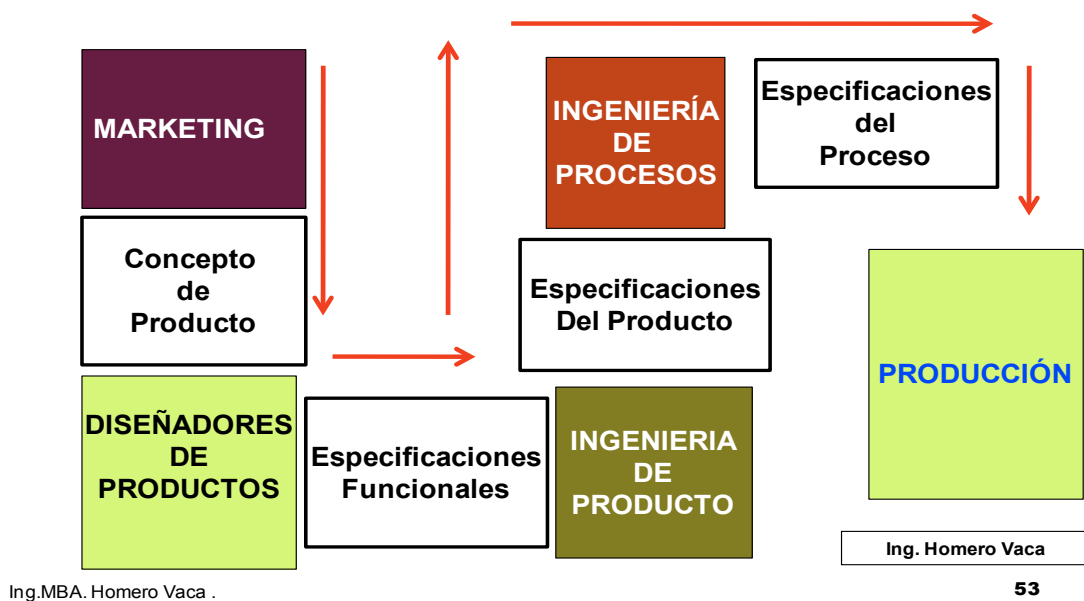 MARKETING
Concepto
de
Producto
DISEÑADORES
DE
PRODUCTOS
Especificaciones
Funcionales
INGENIERIA
DE
PRODUCTO
Especificaciones
Del Producto
INGENIERÍA
DE
PROCESOS
Especificaciones
del
Proceso
PRODUCCIÓN
Ing. Homero Vaca
Ing.MBA. Homero Vaca .
53